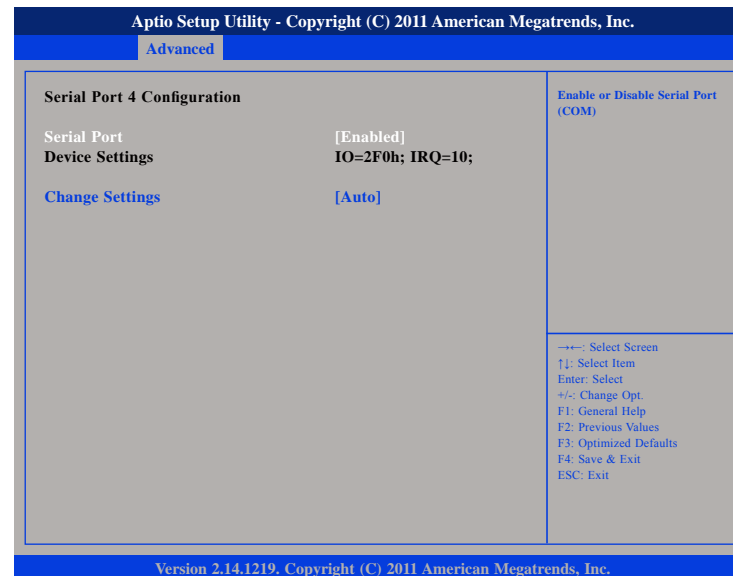 Aptio Setup Utility - Copyright (C) 2011 American Megatrends, Inc.
Advanced
Serial Port 4 Configuration
Serial Port [Enabled]
Device Settings IO=2F0h; IRQ=10;
Change Settings [Auto]
Enable or Disable Serial Port
(COM)
→←: Select Screen
↑↓: Select Item
Enter: Select
+/-: Change Opt.
F1: General Help
F2: Previous Values
F3: Optimized Defaults
F4: Save & Exit
ESC: Exit
Version 2.14.1219. Copyright (C) 2011 American Megatrends, Inc.